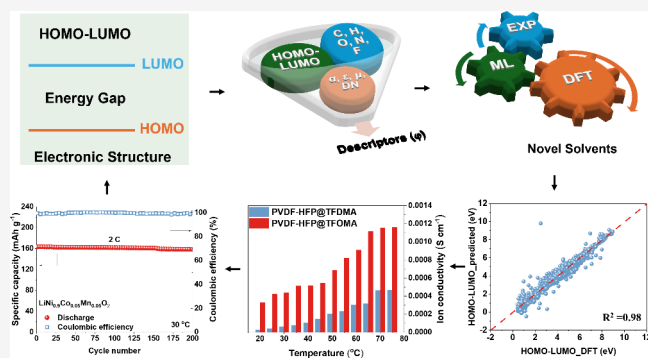 HOMO-LUMO
LUMO
Energy Gap
HOMO
Electronic Structure
HOMO-
LUMO
C, H,
O, N,
F
α, ε, μ,
DN
Descriptors (φ)
EXP
ML
DFT
Novel Solvents
Specific capacity (mAh g⁻¹)
240
200
160
120
80
40
0
2 C
LiNi₀.₉Co₀.₀₅Mn₀.₀₅O₂
Discharge
Coulombic efficiency
30 °C
0 25 50 75 100 125 150 175 200
Cycle number
100
80
60
40
20
0
Coulombic efficiency (%)
PVDF-HFP@TFDMA
PVDF-HFP@TFOMA
20 30 40 50 60 70 80
Temperature (°C)
0.0014
0.0012
0.0010
0.0008
0.0006
0.0004
0.0002
0.0000
Ion conductivity (S cm⁻¹)
HOMO-LUMO_predicted (eV)
12
10
8
6
4
2
0
-2
R² =0.98
-2 0 2 4 6 8 10 12
HOMO-LUMO_DFT (eV)